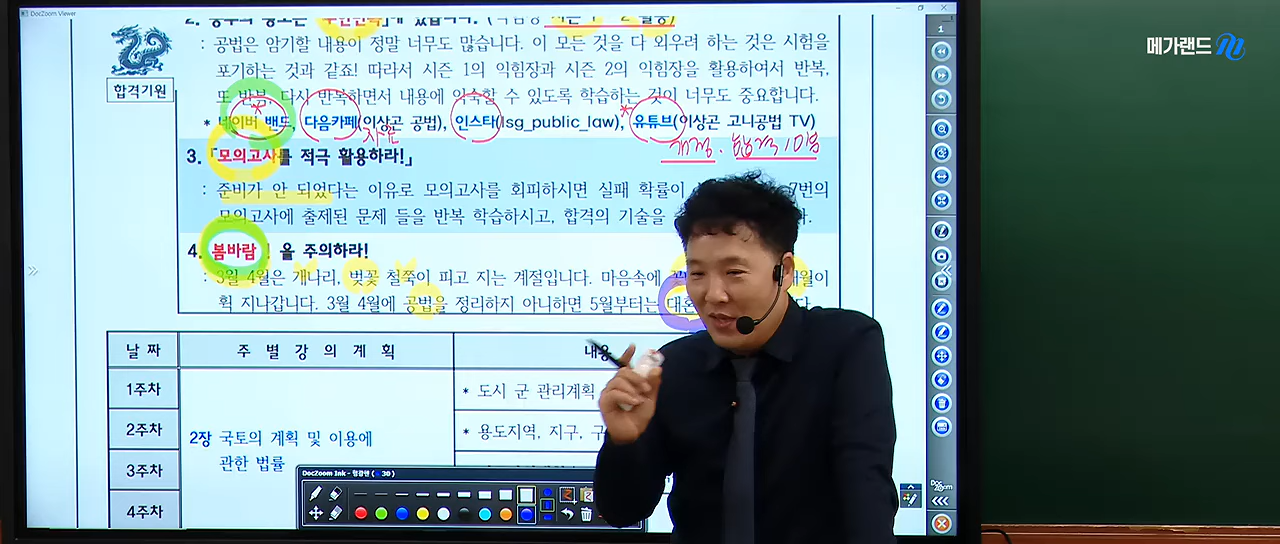 DocZoom Viewer
메가랜드
: 공법은 암기할 내용이 정말 너무도 많습니다. 이 모든 것을 다 외우려 하는 것은 시험을
포기하는 것과 같죠! 따라서 시즌 1의 익힘장과 시즌 2의 익힘장을 활용하여서 반복,
또 반복, 다시 반복하면서 내용에 익숙할 수 있도록 학습하는 것이 너무도 중요합니다.
합격기원
* 네이버 밴드, 다음카페(이상곤 공법), 인스타(lsg_public_law), * 유튜브(이상곤 고니공법 TV)
3. 「모의고사를 적극 활용하라!」
: 준비가 안 되었다는 이유로 모의고사를 회피하시면 실패 확률이 7번의
모의고사에 출제된 문제 들을 반복 학습하시고, 합격의 기술을
4. 봄바람 ! 을 주의하라!
: 3월 4월은 개나리, 벚꽃 철쭉이 피고 지는 계절입니다. 마음속에
획 지나갑니다. 3월 4월에 공법을 정리하지 아니하면 5월부터는 대혼
날 짜 주 별 강 의 계 획 내용
1주차 * 도시 군 관리계획
2주차 2장 국토의 계획 및 이용에 * 용도지역, 지구, 구
3주차 관한 법률
4주차
DocZoom Ink - 형광펜 ( 30 )